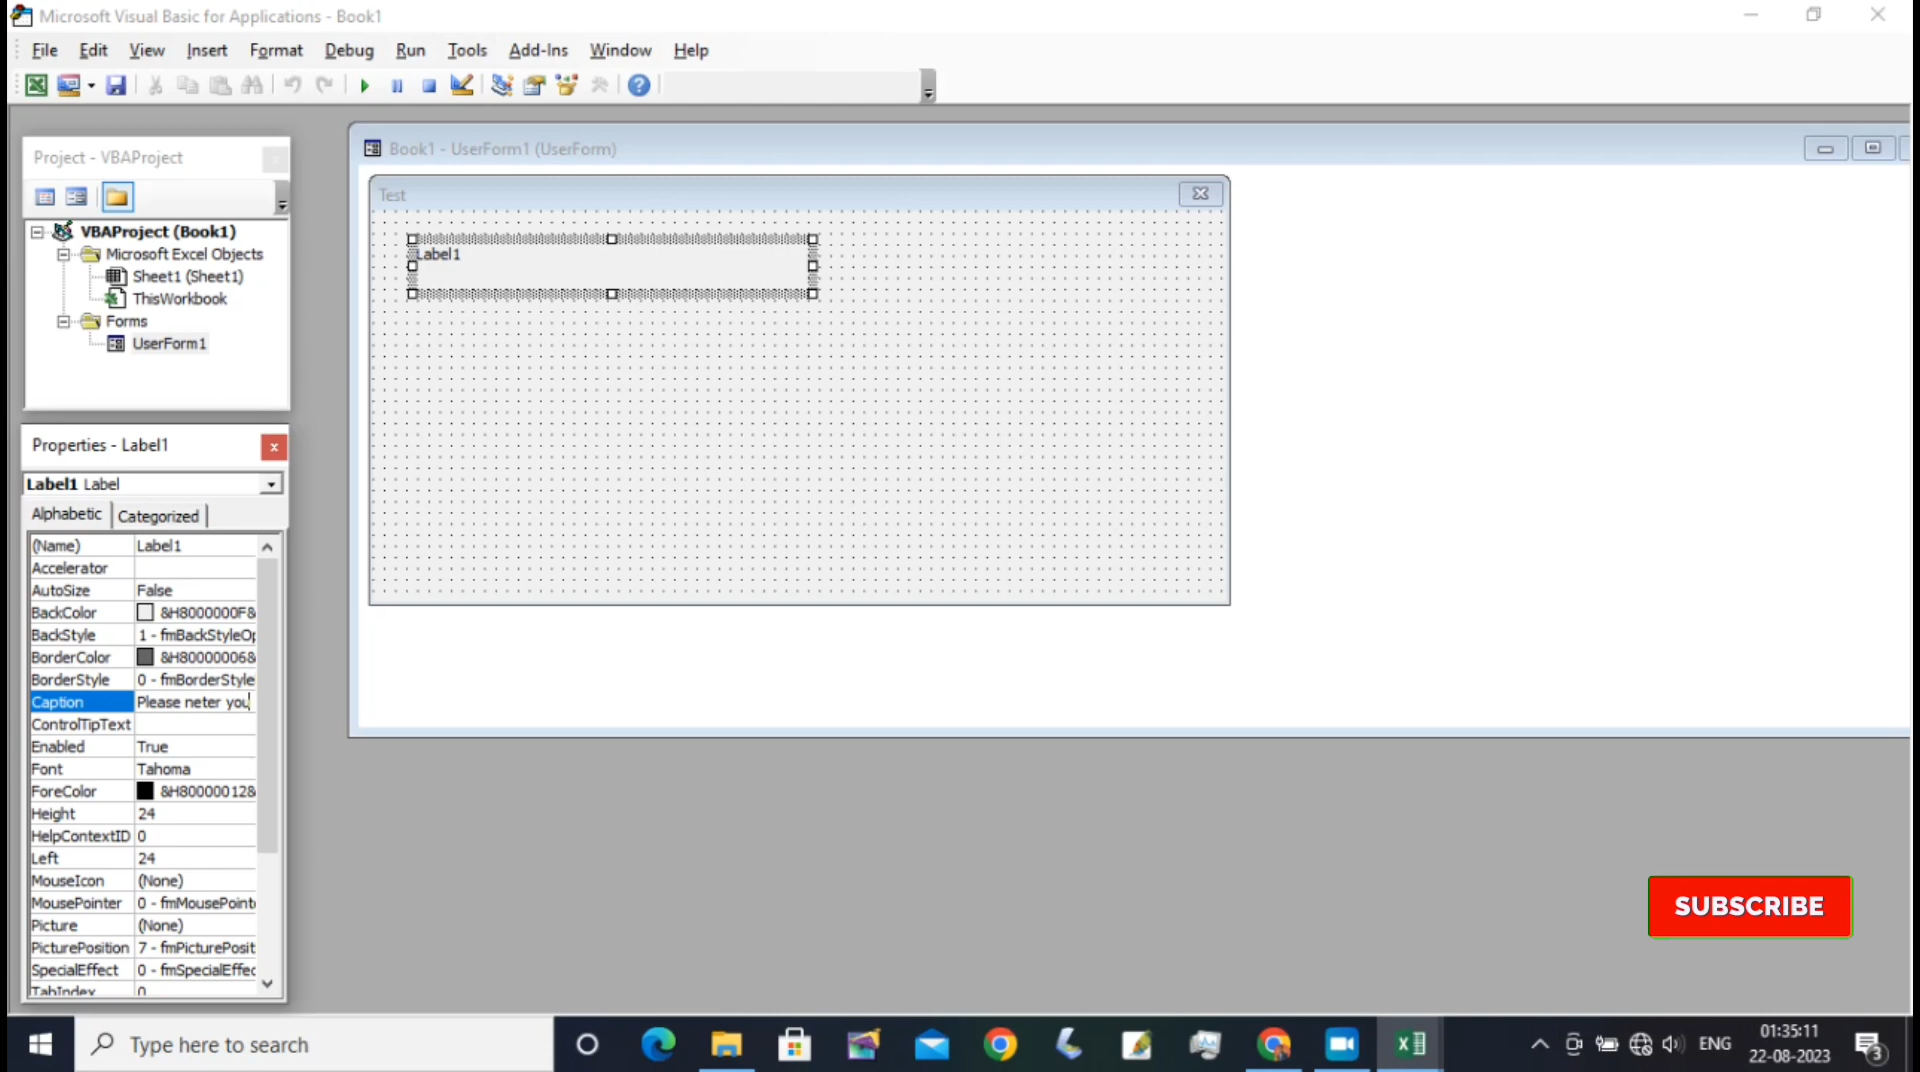 Microsoft Visual Basic for Applications - Book1
File Edit View Insert Format Debug Run Tools Add-Ins Window Help
Project - VBAProject
VBAProject (Book1)
Microsoft Excel Objects
Sheet1 (Sheet1)
ThisWorkbook
Forms
UserForm1
Book1 - UserForm1 (UserForm)
Test
Label1
Properties - Label1
Label1 Label
Alphabetic Categorized
(Name) Label1
Accelerator
AutoSize False
BackColor &H8000000F&
BackStyle 1 - fmBackStyleOp
BorderColor &H80000006&
BorderStyle 0 - fmBorderStyle
Caption Please neter you
ControlTipText
Enabled True
Font Tahoma
ForeColor &H80000012&
Height 24
HelpContextID 0
Left 24
MouseIcon (None)
MousePointer 0 - fmMousePoint
Picture (None)
PicturePosition 7 - fmPicturePosit
SpecialEffect 0 - fmSpecialEffec
TabIndex 0
SUBSCRIBE
Type here to search
ENG
01:35:11
22-08-2023
3